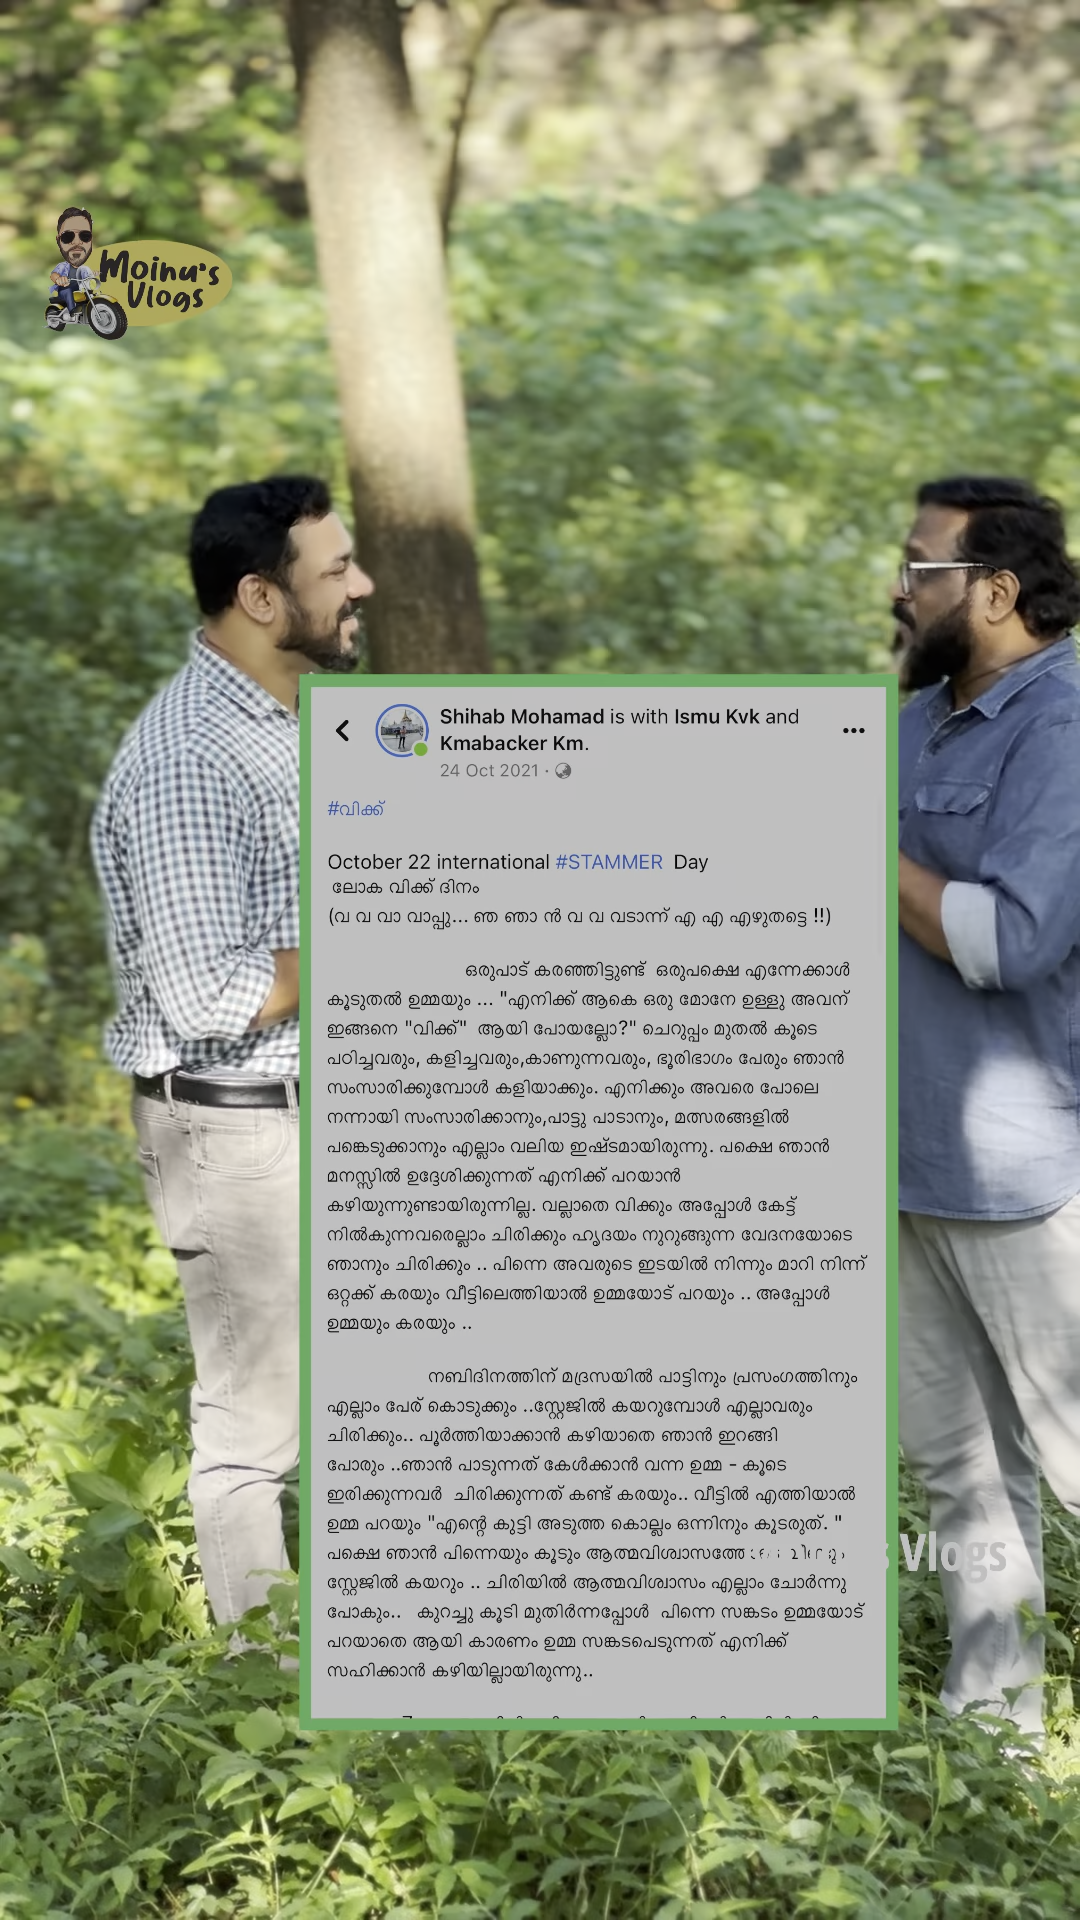 Moinu's
Vlogs
Shihab Mohamad is with Ismu Kvk and
Kmabacker Km.
24 Oct 2021 ·
#വിക്ക്
October 22 international #STAMMER Day
ലോക വിക്ക് ദിനം
(വ വ വാ വാപ്പു... ഞ ഞാ ൻ വ വ വടാന്ന് എ എ എഴുതട്ടെ !!)
ഒരുപാട് കരഞ്ഞിട്ടുണ്ട് ഒരുപക്ഷെ എന്നേക്കാൾ
കൂടുതൽ ഉമ്മയും ... "എനിക്ക് ആകെ ഒരു മോനേ ഉള്ളു അവന്
ഇങ്ങനെ "വിക്ക്" ആയി പോയല്ലോ?" ചെറുപ്പം മുതൽ കൂടെ
പഠിച്ചവരും, കളിച്ചവരും,കാണുന്നവരും, ഭൂരിഭാഗം പേരും ഞാൻ
സംസാരിക്കുമ്പോൾ കളിയാക്കും. എനിക്കും അവരെ പോലെ
നന്നായി സംസാരിക്കാനും,പാട്ടു പാടാനും, മത്സരങ്ങളിൽ
പങ്കെടുക്കാനും എല്ലാം വലിയ ഇഷ്ടമായിരുന്നു. പക്ഷെ ഞാൻ
മനസ്സിൽ ഉദ്ദേശിക്കുന്നത് എനിക്ക് പറയാൻ
കഴിയുന്നുണ്ടായിരുന്നില്ല. വല്ലാതെ വിക്കും അപ്പോൾ കേട്ട്
നിൽകുന്നവരെല്ലാം ചിരിക്കും ഹൃദയം നുറുങ്ങുന്ന വേദനയോടെ
ഞാനും ചിരിക്കും .. പിന്നെ അവരുടെ ഇടയിൽ നിന്നും മാറി നിന്ന്
ഒറ്റക്ക് കരയും വീട്ടിലെത്തിയാൽ ഉമ്മയോട് പറയും .. അപ്പോൾ
ഉമ്മയും കരയും ..
നബിദിനത്തിന് മദ്രസയിൽ പാട്ടിനും പ്രസംഗത്തിനും
എല്ലാം പേര് കൊടുക്കും ..സ്റ്റേജിൽ കയറുമ്പോൾ എല്ലാവരും
ചിരിക്കും.. പൂർത്തിയാക്കാൻ കഴിയാതെ ഞാൻ ഇറങ്ങി
പോരും ..ഞാൻ പാടുന്നത് കേൾക്കാൻ വന്ന ഉമ്മ - കൂടെ
ഇരിക്കുന്നവർ ചിരിക്കുന്നത് കണ്ട് കരയും.. വീട്ടിൽ എത്തിയാൽ
ഉമ്മ പറയും "എന്റെ കുട്ടി അടുത്ത കൊല്ലം ഒന്നിനും കൂടരുത്. "
പക്ഷെ ഞാൻ പിന്നെയും കൂടും
Vlogs
സ്റ്റേജിൽ കയറും .. ചിരിയിൽ ആത്മവിശ്വാസം എല്ലാം ചോർന്നു
പോകും.. കുറച്ചു കൂടി മുതിർന്നപ്പോൾ പിന്നെ സങ്കടം ഉമ്മയോട്
പറയാതെ ആയി കാരണം ഉമ്മ സങ്കടപെടുന്നത് എനിക്ക്
സഹിക്കാൻ കഴിയില്ലായിരുന്നു..